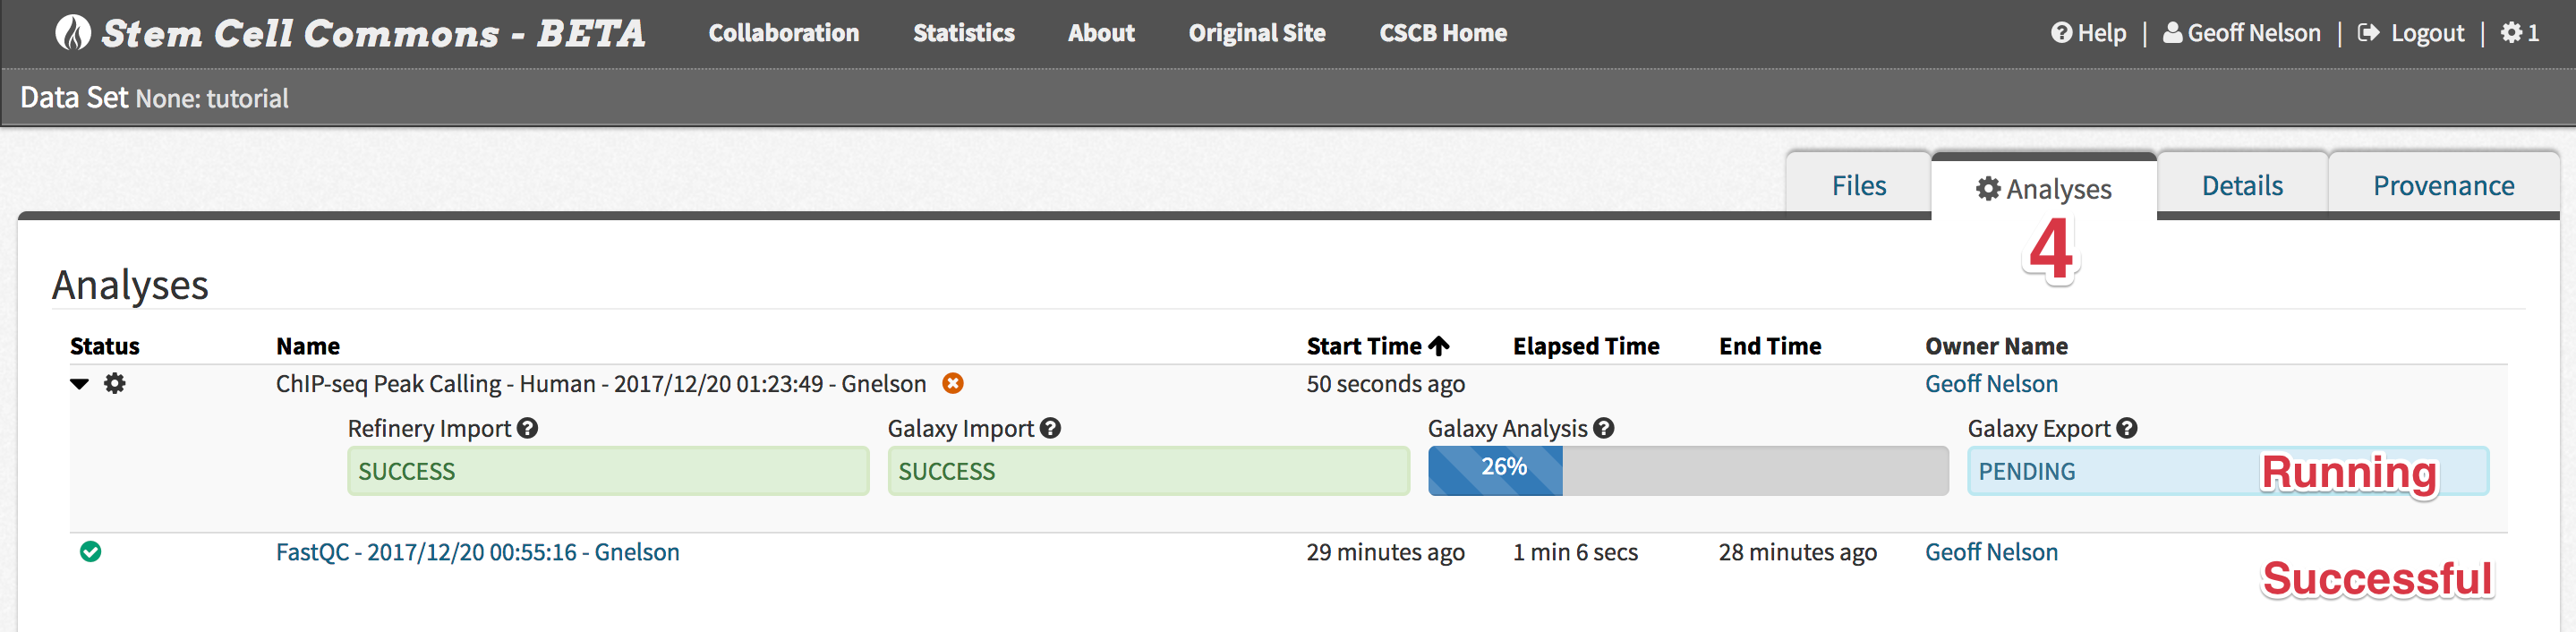 Stem Cell Commons - BETA Collaboration Statistics About Original Site CSCB Home Help | Geoff Nelson | Logout | 1
Data Set None: tutorial
Files Analyses Details Provenance
4
Analyses
Status Name Start Time Elapsed Time End Time Owner Name
ChIP-seq Peak Calling - Human - 2017/12/20 01:23:49 - Gnelson 50 seconds ago Geoff Nelson
Refinery Import Galaxy Import Galaxy Analysis Galaxy Export
SUCCESS SUCCESS 26% PENDING Running
FastQC - 2017/12/20 00:55:16 - Gnelson 29 minutes ago 1 min 6 secs 28 minutes ago Geoff Nelson
Successful